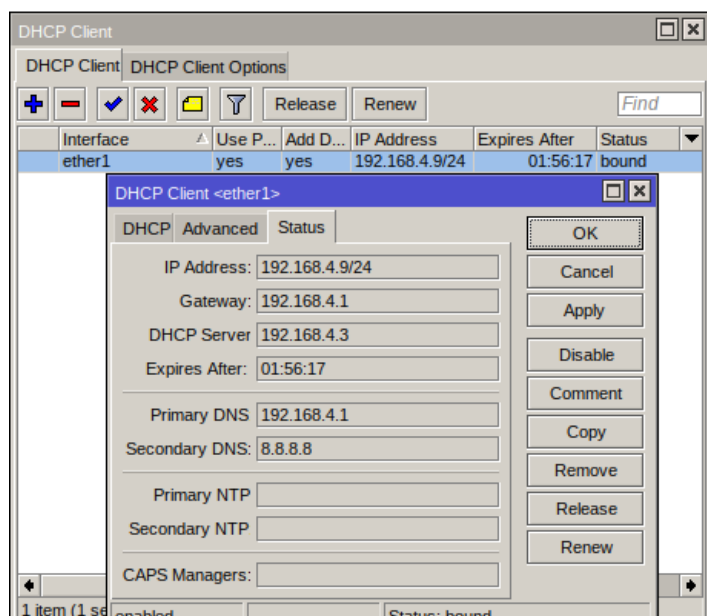 DHCP Client
DHCP Client DHCP Client Options
Release Renew Find
Interface Use P... Add D... IP Address Expires After Status
ether1 yes yes 192.168.4.9/24 01:56:17 bound
DHCP Client <ether1>
DHCP Advanced Status
OK
IP Address: 192.168.4.9/24
Cancel
Gateway: 192.168.4.1
Apply
DHCP Server 192.168.4.3
Disable
Expires After: 01:56:17
Comment
Primary DNS 192.168.4.1
Copy
Secondary DNS: 8.8.8.8
Remove
Primary NTP
Release
Secondary NTP
Renew
CAPS Managers:
1 item (1 se
enabled Status: bound